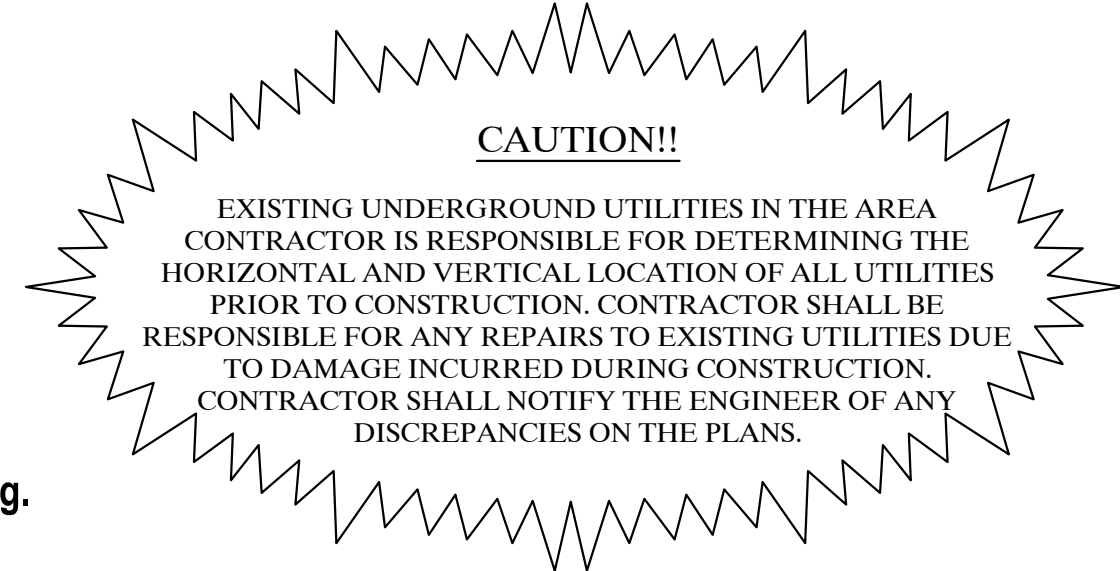 CAUTION!!
EXISTING UNDERGROUND UTILITIES IN THE AREA
CONTRACTOR IS RESPONSIBLE FOR DETERMINING THE
HORIZONTAL AND VERTICAL LOCATION OF ALL UTILITIES
PRIOR TO CONSTRUCTION. CONTRACTOR SHALL BE
RESPONSIBLE FOR ANY REPAIRS TO EXISTING UTILITIES DUE
TO DAMAGE INCURRED DURING CONSTRUCTION.
CONTRACTOR SHALL NOTIFY THE ENGINEER OF ANY
DISCREPANCIES ON THE PLANS.
g.